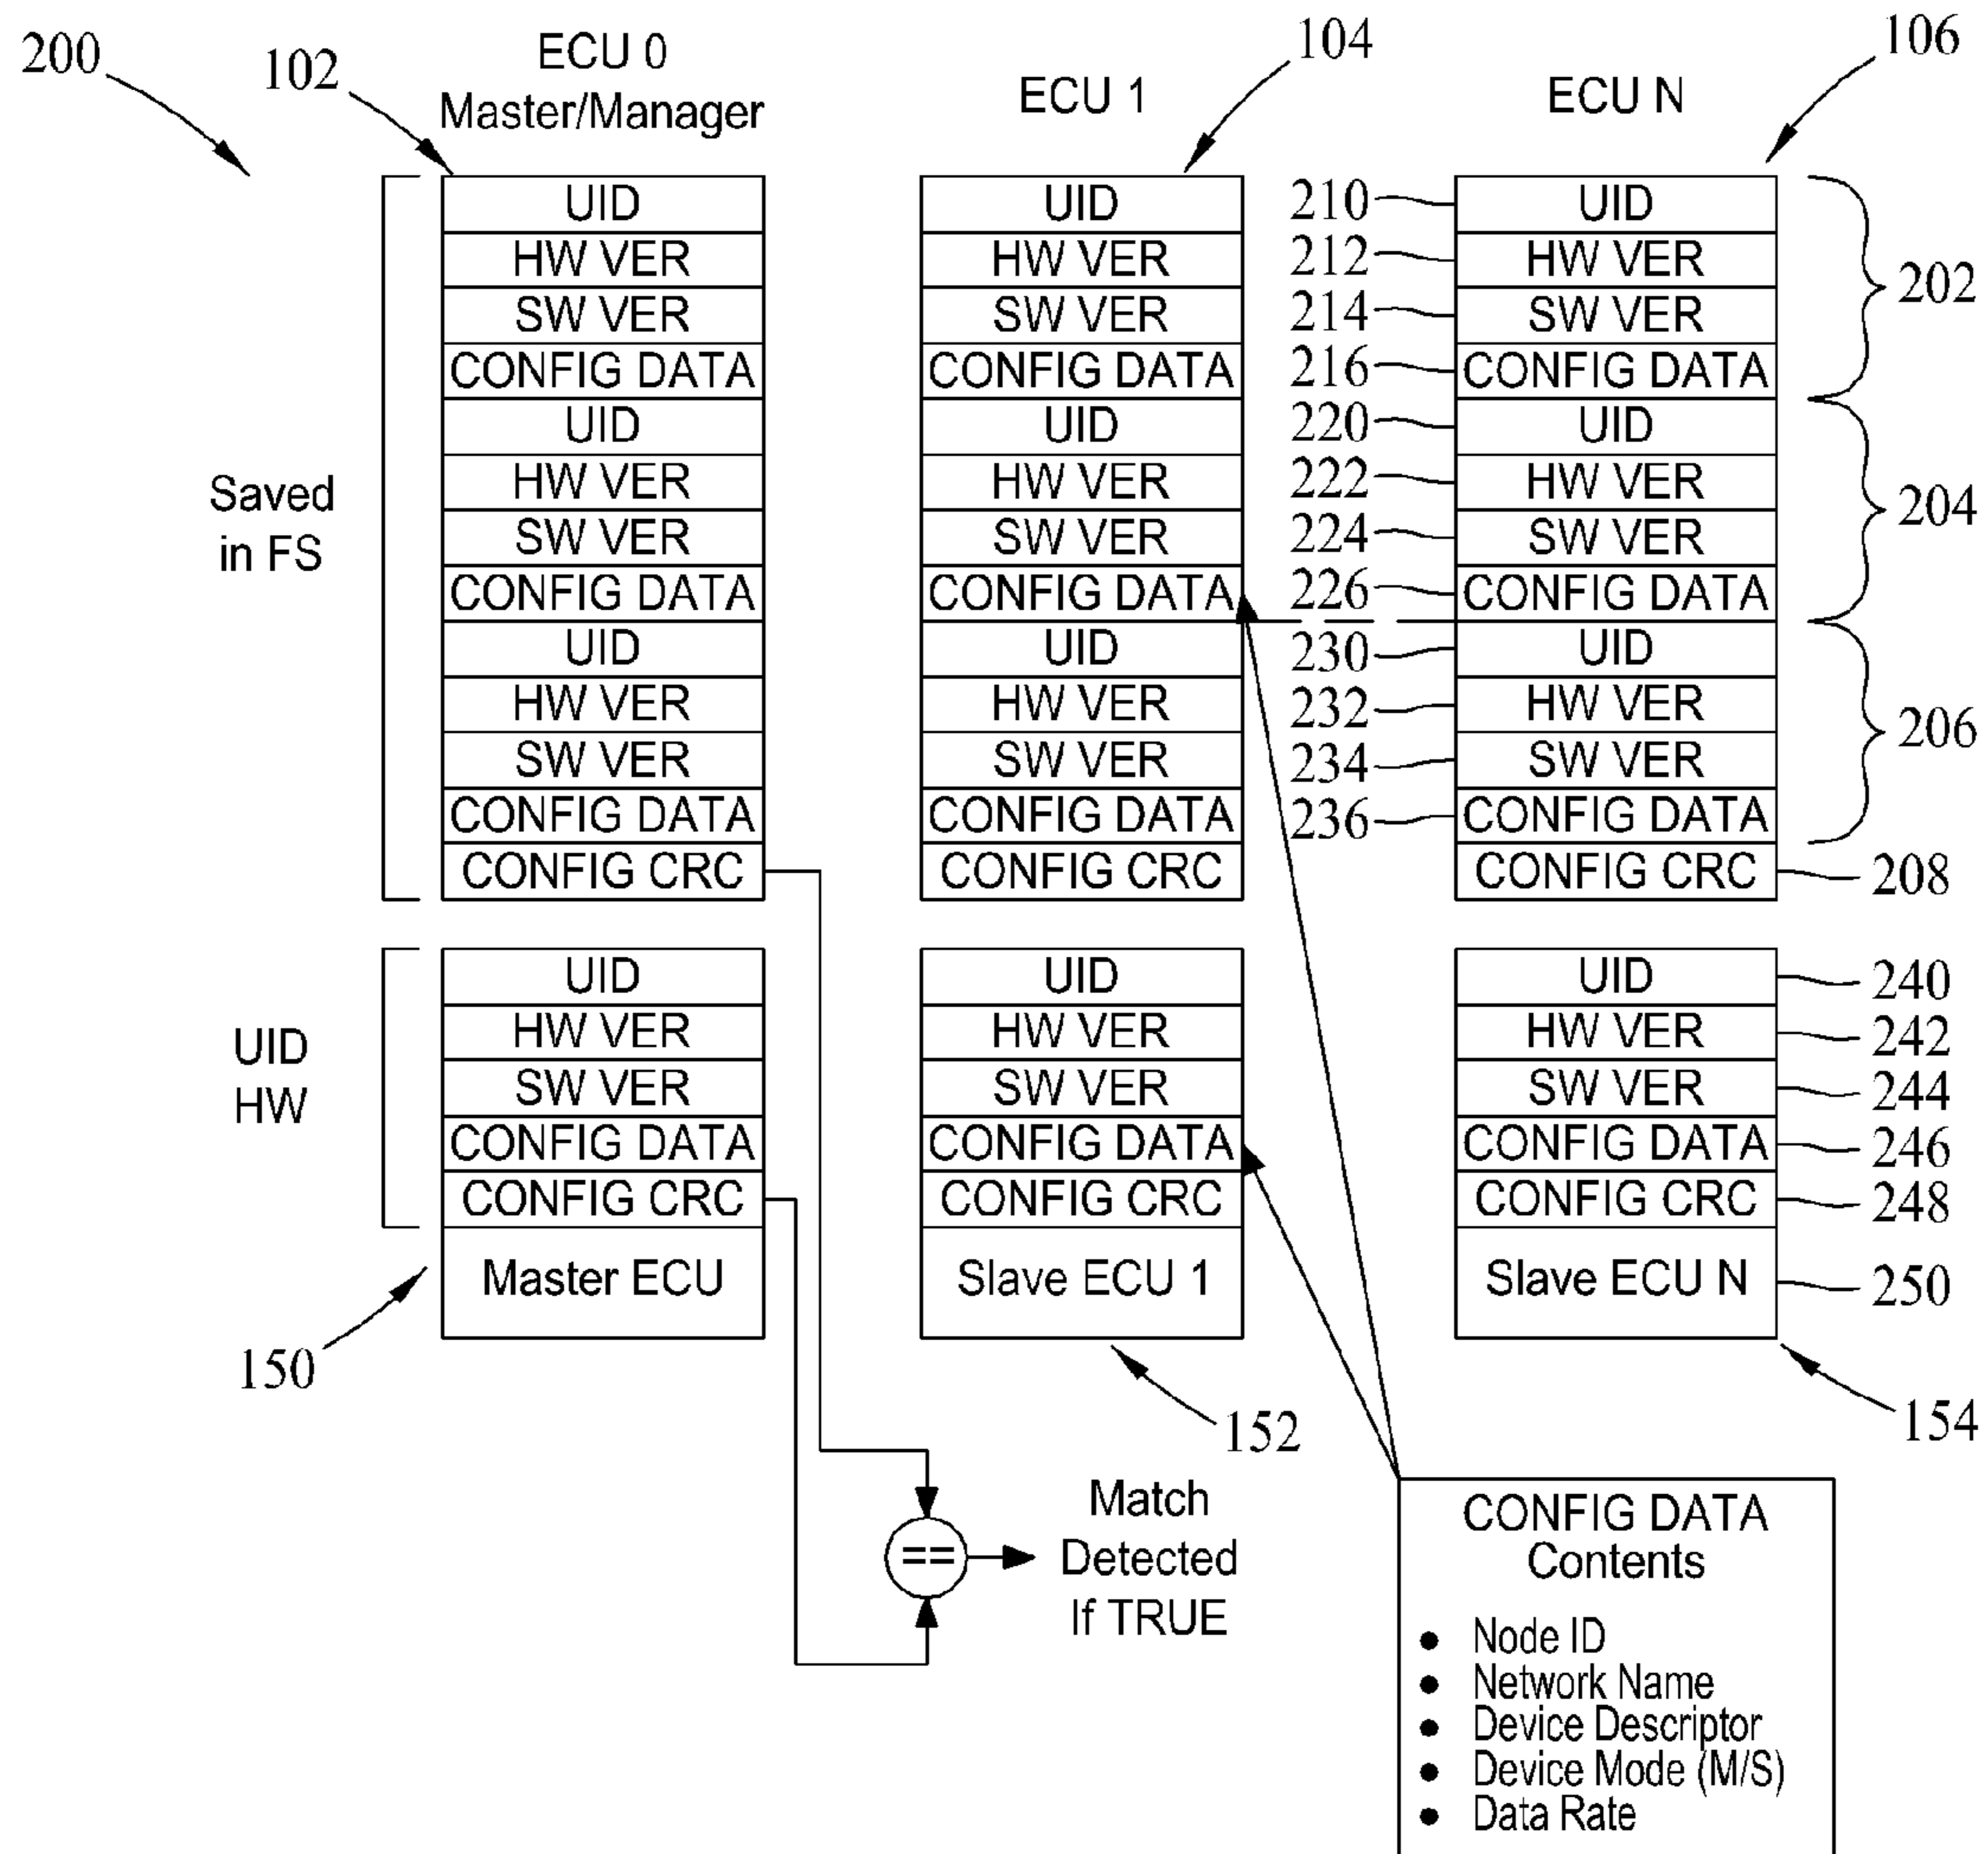 200
102
ECU 0
Master/Manager
104
ECU 1
106
ECU N
Saved
in FS
UID
HW VER
SW VER
CONFIG DATA
UID
HW VER
SW VER
CONFIG DATA
UID
HW VER
SW VER
CONFIG DATA
CONFIG CRC
UID
HW VER
SW VER
CONFIG DATA
UID
HW VER
SW VER
CONFIG DATA
UID
HW VER
SW VER
CONFIG DATA
CONFIG CRC
210
212
214
216
220
222
224
226
230
232
234
236
UID
HW VER
SW VER
CONFIG DATA
UID
HW VER
SW VER
CONFIG DATA
UID
HW VER
SW VER
CONFIG DATA
CONFIG CRC
202
204
206
208
UID
HW
UID
HW VER
SW VER
CONFIG DATA
CONFIG CRC
Master ECU
150
UID
HW VER
SW VER
CONFIG DATA
CONFIG CRC
Slave ECU 1
152
UID
HW VER
SW VER
CONFIG DATA
CONFIG CRC
Slave ECU N
240
242
244
246
248
250
154
==
Match
Detected
If TRUE
CONFIG DATA
Contents
• Node ID
• Network Name
• Device Descriptor
• Device Mode (M/S)
• Data Rate